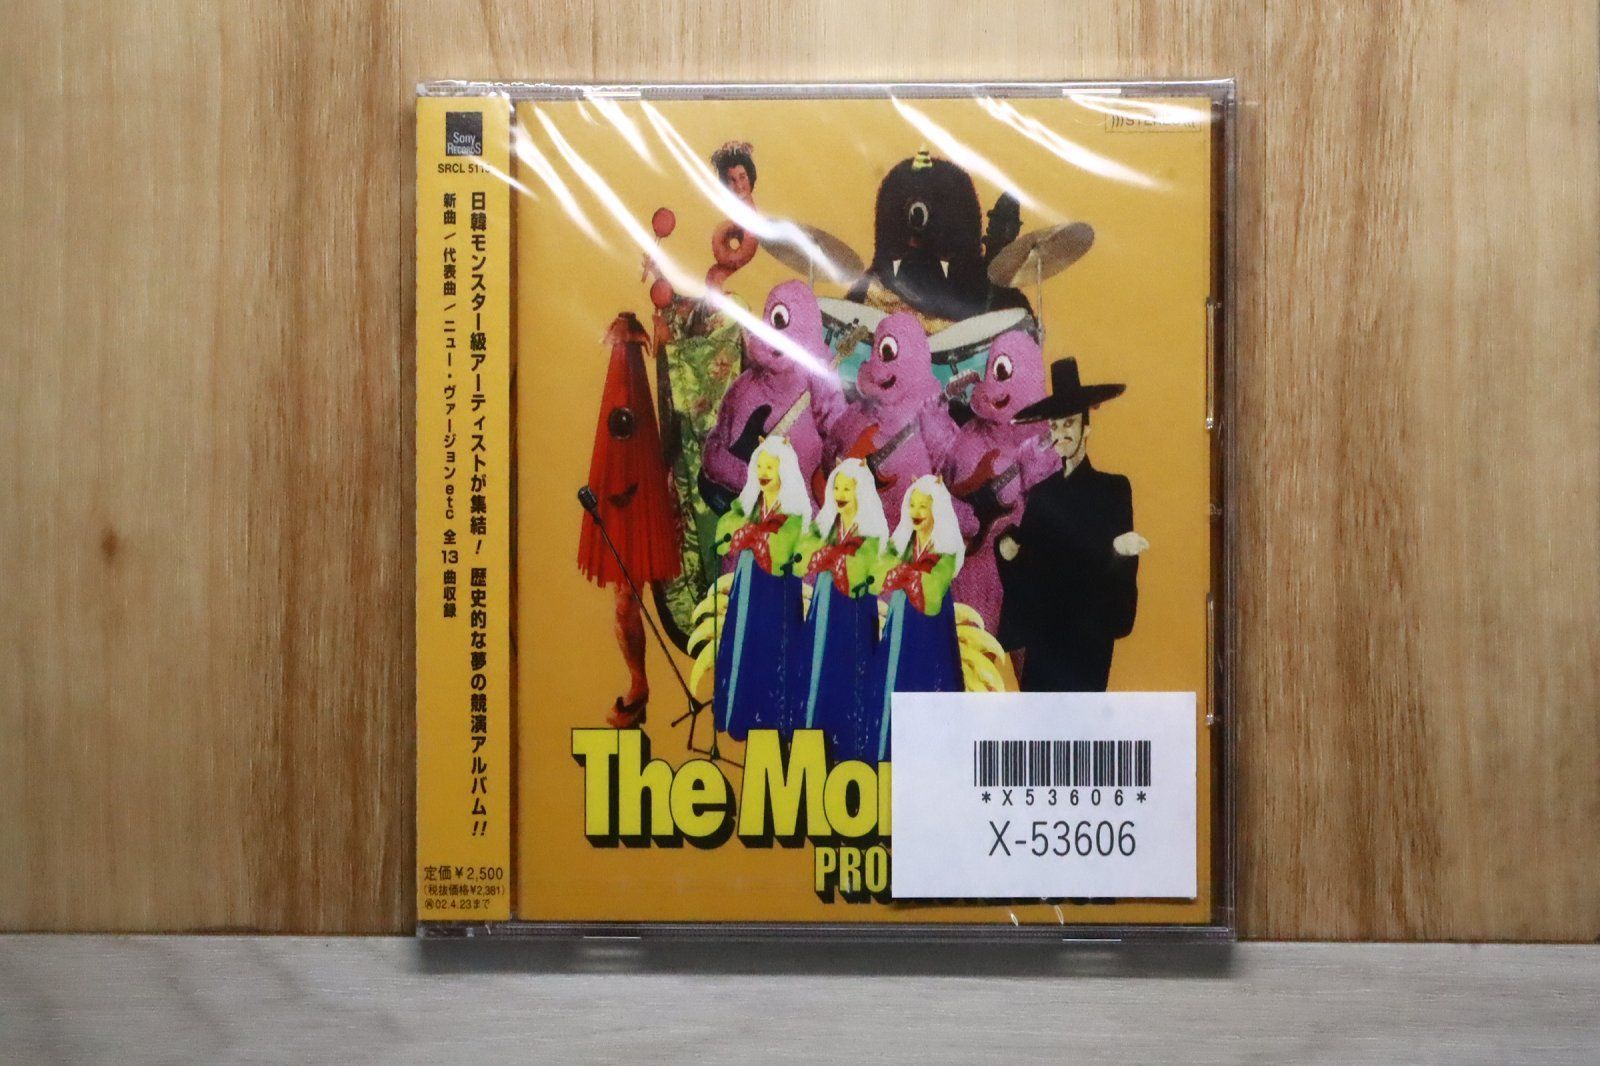 Sony
RECORDS
SRCL 511
日韓モンスター級アーティストが集結! 歴史的な夢の競演アルバム!!
新曲/代表曲/ニュー・ヴァージョンetc 全13曲収録
定価¥2,500
(税抜価格¥2,381)
02.4.23まで
STEREO
The Mon
PRO
*X53606*
X-53606